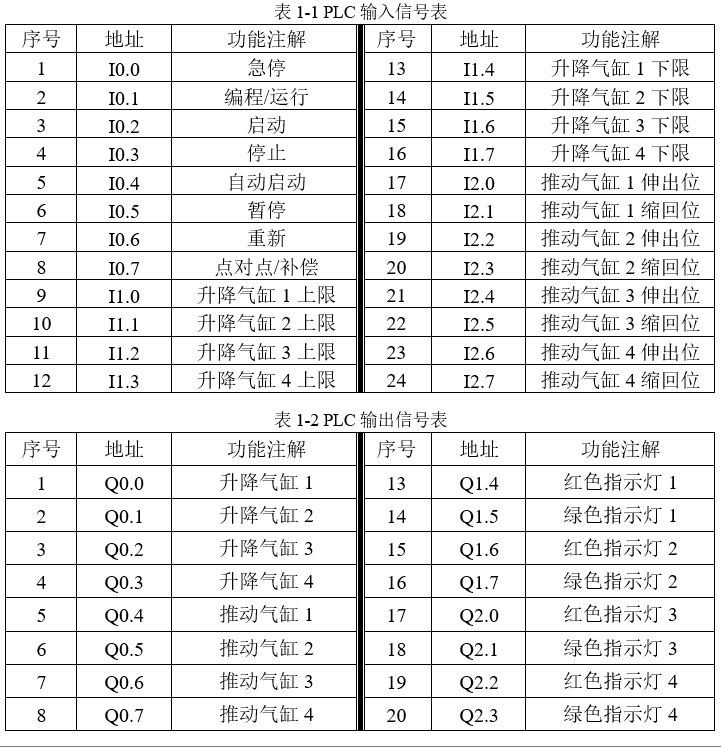 表 1-1 PLC 输入信号表
序号 地址 功能注解 序号 地址 功能注解
1 I0.0 急停 13 I1.4 升降气缸 1 下限
2 I0.1 编程/运行 14 I1.5 升降气缸 2 下限
3 I0.2 启动 15 I1.6 升降气缸 3 下限
4 I0.3 停止 16 I1.7 升降气缸 4 下限
5 I0.4 自动启动 17 I2.0 推动气缸 1 伸出位
6 I0.5 暂停 18 I2.1 推动气缸 1 缩回位
7 I0.6 重新 19 I2.2 推动气缸 2 伸出位
8 I0.7 点对点/补偿 20 I2.3 推动气缸 2 缩回位
9 I1.0 升降气缸 1 上限 21 I2.4 推动气缸 3 伸出位
10 I1.1 升降气缸 2 上限 22 I2.5 推动气缸 3 缩回位
11 I1.2 升降气缸 3 上限 23 I2.6 推动气缸 4 伸出位
12 I1.3 升降气缸 4 上限 24 I2.7 推动气缸 4 缩回位
表 1-2 PLC 输出信号表
序号 地址 功能注解 序号 地址 功能注解
1 Q0.0 升降气缸 1 13 Q1.4 红色指示灯 1
2 Q0.1 升降气缸 2 14 Q1.5 绿色指示灯 1
3 Q0.2 升降气缸 3 15 Q1.6 红色指示灯 2
4 Q0.3 升降气缸 4 16 Q1.7 绿色指示灯 2
5 Q0.4 推动气缸 1 17 Q2.0 红色指示灯 3
6 Q0.5 推动气缸 2 18 Q2.1 绿色指示灯 3
7 Q0.6 推动气缸 3 19 Q2.2 红色指示灯 4
8 Q0.7 推动气缸 4 20 Q2.3 绿色指示灯 4